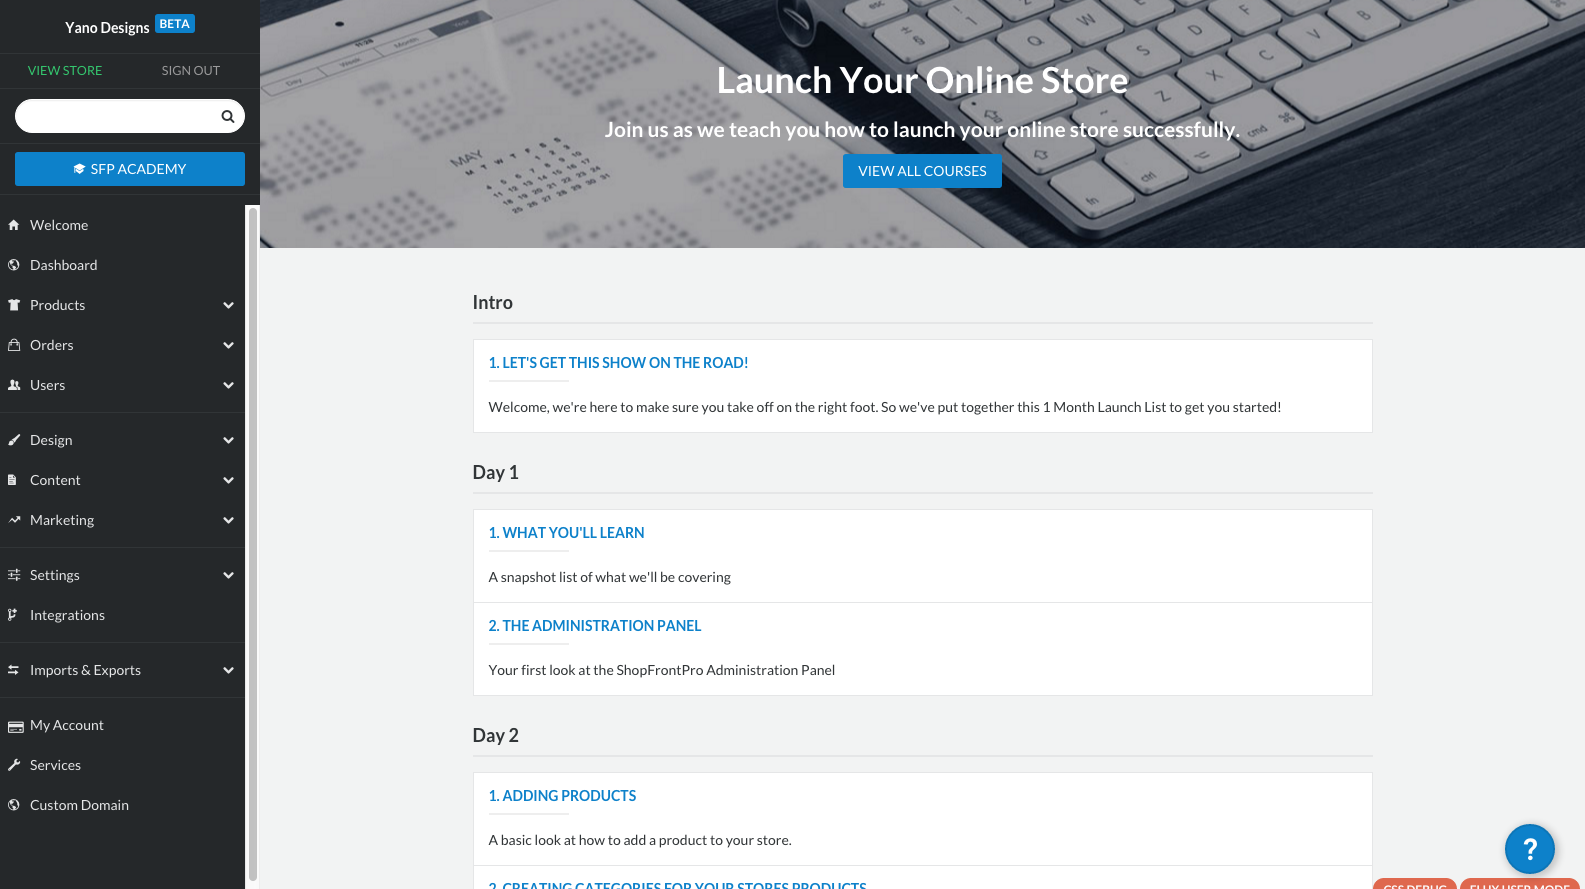 Yano Designs BETA
VIEW STORE SIGN OUT
SFP ACADEMY
Welcome
Dashboard
Products
Orders
Users
Design
Content
Marketing
Settings
Integrations
Imports & Exports
My Account
Services
Custom Domain
Launch Your Online Store
Join us as we teach you how to launch your online store successfully.
VIEW ALL COURSES
Intro
1. LET'S GET THIS SHOW ON THE ROAD!
Welcome, we're here to make sure you take off on the right foot. So we've put together this 1 Month Launch List to get you started!
Day 1
1. WHAT YOU'LL LEARN
A snapshot list of what we'll be covering
2. THE ADMINISTRATION PANEL
Your first look at the ShopFrontPro Administration Panel
Day 2
1. ADDING PRODUCTS
A basic look at how to add a product to your store.
2. CREATING CATEGORIES FOR YOUR STORES PRODUCTS
?
CSS DEBUG